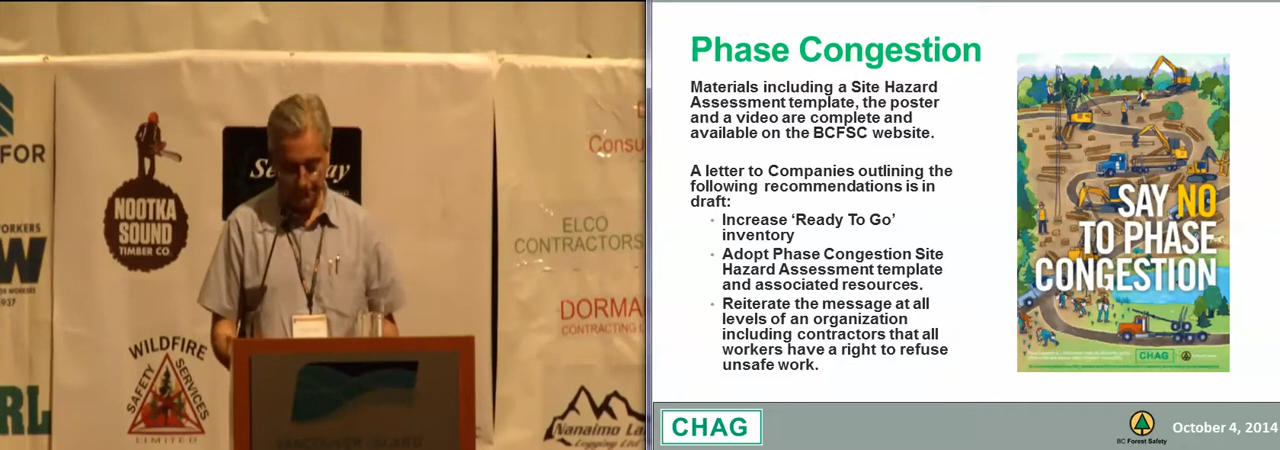 FOR
NOOTKA
SOUND
TIMBER CO.
ORKERS
W
937
WILDFIRE
SAFETY SERVICES
LIMITED
RL
Consu
ELCO
CONTRACTORS
DORMA
CONTRACTING
Nanaimo La
Logging Ltd
VANCOUVER ISLAND
Phase Congestion
Materials including a Site Hazard
Assessment template, the poster
and a video are complete and
available on the BCFSC website.
A letter to Companies outlining the
following recommendations is in
draft:
• Increase ‘Ready To Go’
inventory
• Adopt Phase Congestion Site
Hazard Assessment template
and associated resources.
• Reiterate the message at all
levels of an organization
including contractors that all
workers have a right to refuse
unsafe work.
SAY NO
TO PHASE
CONGESTION
CHAG
CHAG
BC Forest Safety
October 4, 2014